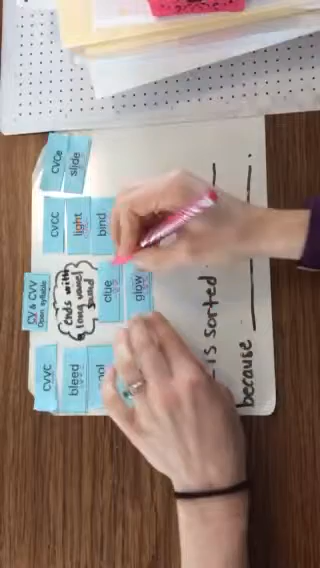 CVVC
bleed
CV & CVV
Open syllable
Ends with
long vowel
sound
clue
glow
CVCC
light
bind
CVCe
slide
is sorted
because